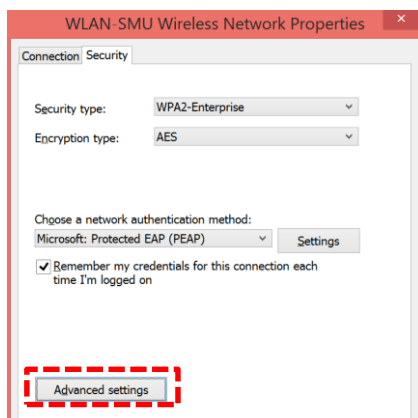 WLAN-SMU Wireless Network Properties
Connection Security
Security type: WPA2-Enterprise
Encryption type: AES
Choose a network authentication method:
Microsoft: Protected EAP (PEAP) Settings
Remember my credentials for this connection each
time I'm logged on
Advanced settings